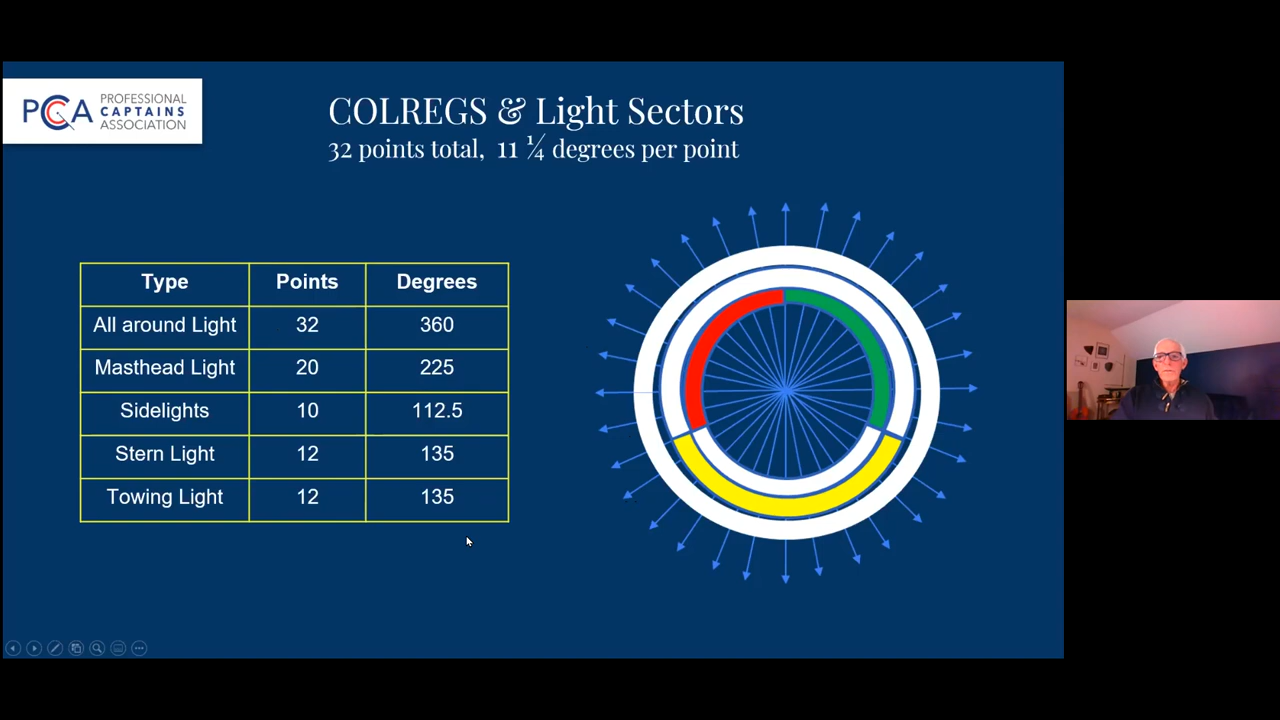 PCA PROFESSIONAL
CAPTAINS
ASSOCIATION
COLREGS & Light Sectors
32 points total, 11 ¼ degrees per point
Type Points Degrees
All around Light 32 360
Masthead Light 20 225
Sidelights 10 112.5
Stern Light 12 135
Towing Light 12 135